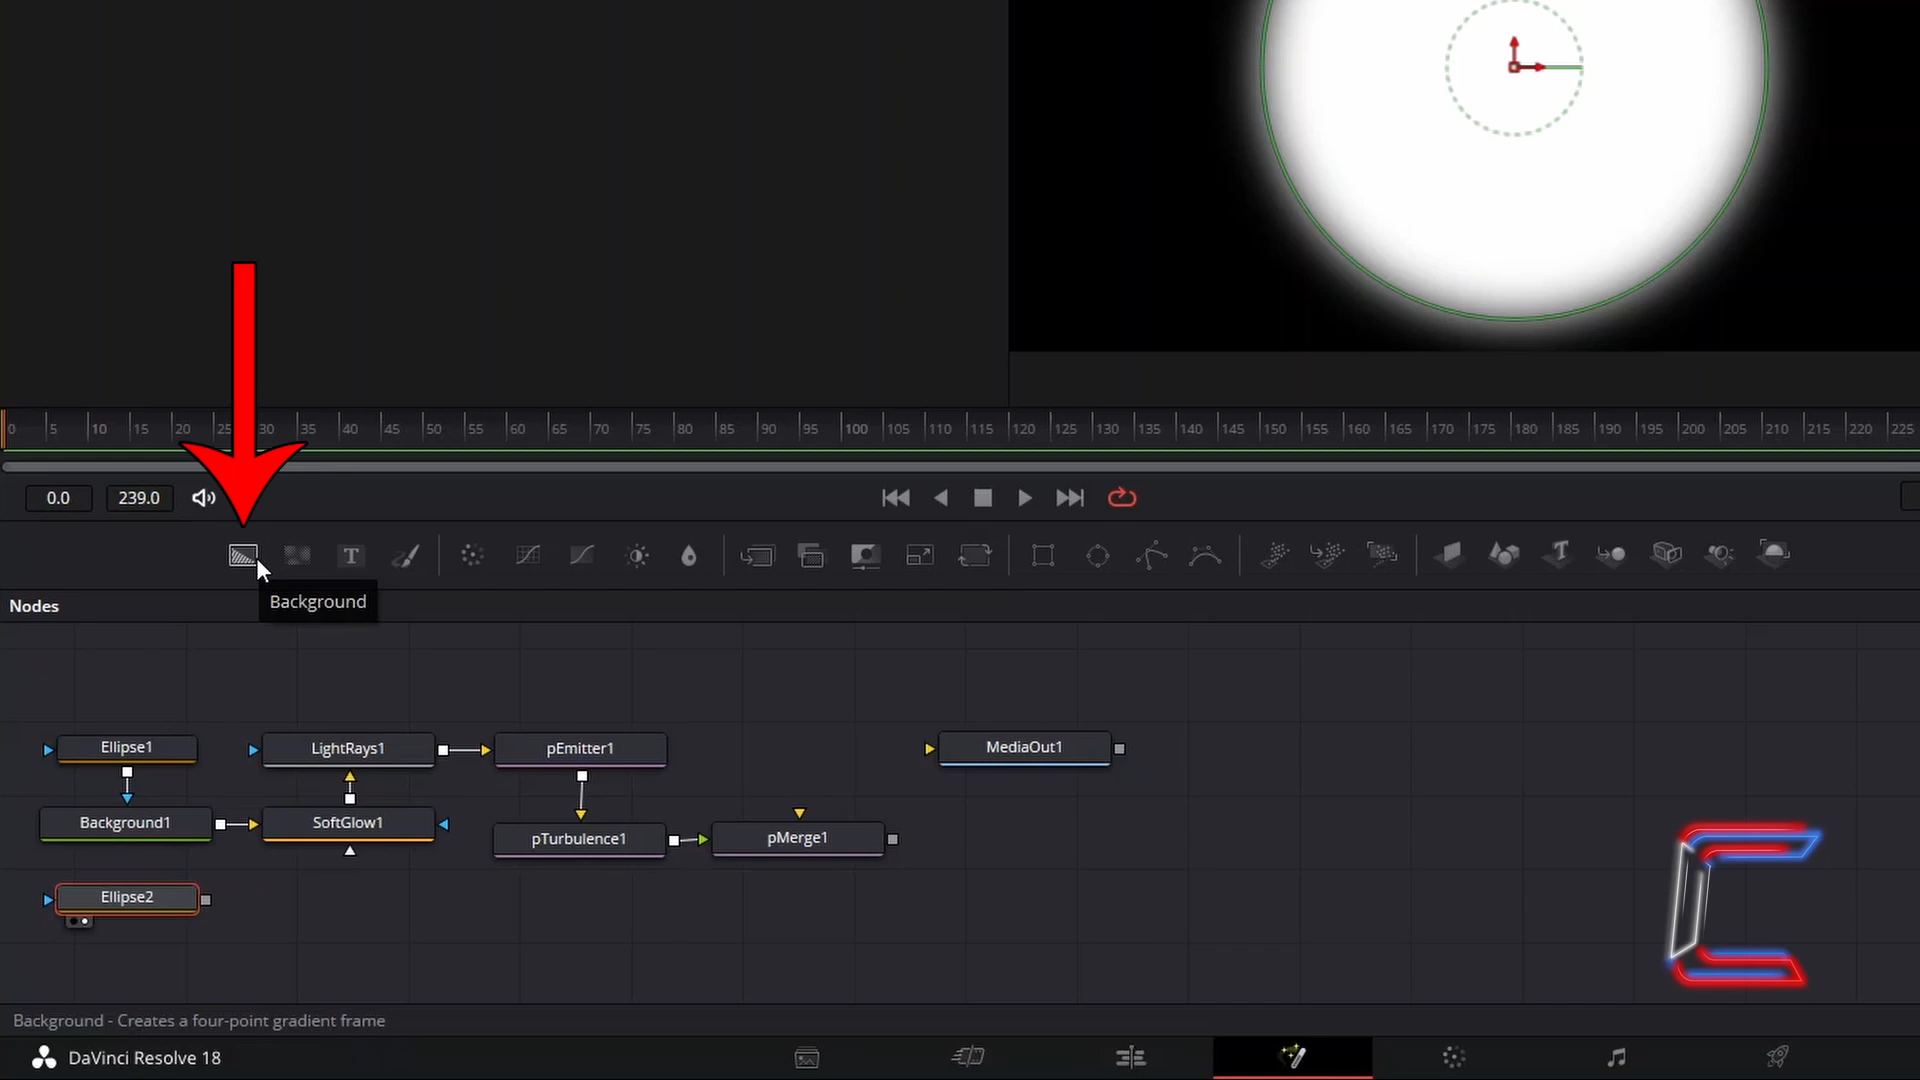 0 5 10 15 20 25 30 35 40 45 50 55 60 65 70 75 80 85 90 95 100 105 110 115 120 125 130 135 140 145 150 155 160 165 170 175 180 185 190 195 200 205 210 215 220 225
0.0 239.0
T
Background
Nodes
Ellipse1 LightRays1 pEmitter1 MediaOut1
Background1 SoftGlow1 pTurbulence1 pMerge1
Ellipse2
Background - Creates a four-point gradient frame
DaVinci Resolve 18